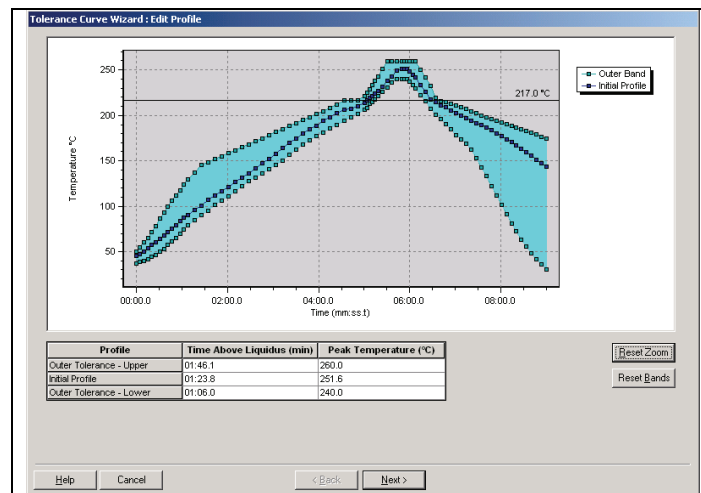 Tolerance Curve Wizard : Edit Profile
250
200
150
100
50
Temperature °C
217.0 °C
Outer Band
Initial Profile
00:00.0 02:00.0 04:00.0 06:00.0 08:00.0
Time (mm:ss.t)
Profile Time Above Liquidus (min) Peak Temperature (°C)
Outer Tolerance - Upper 01:46.1 260.0
Initial Profile 01:23.8 251.6
Outer Tolerance - Lower 01:06.0 240.0
Reset Zoom
Reset Bands
Help Cancel < Back Next >